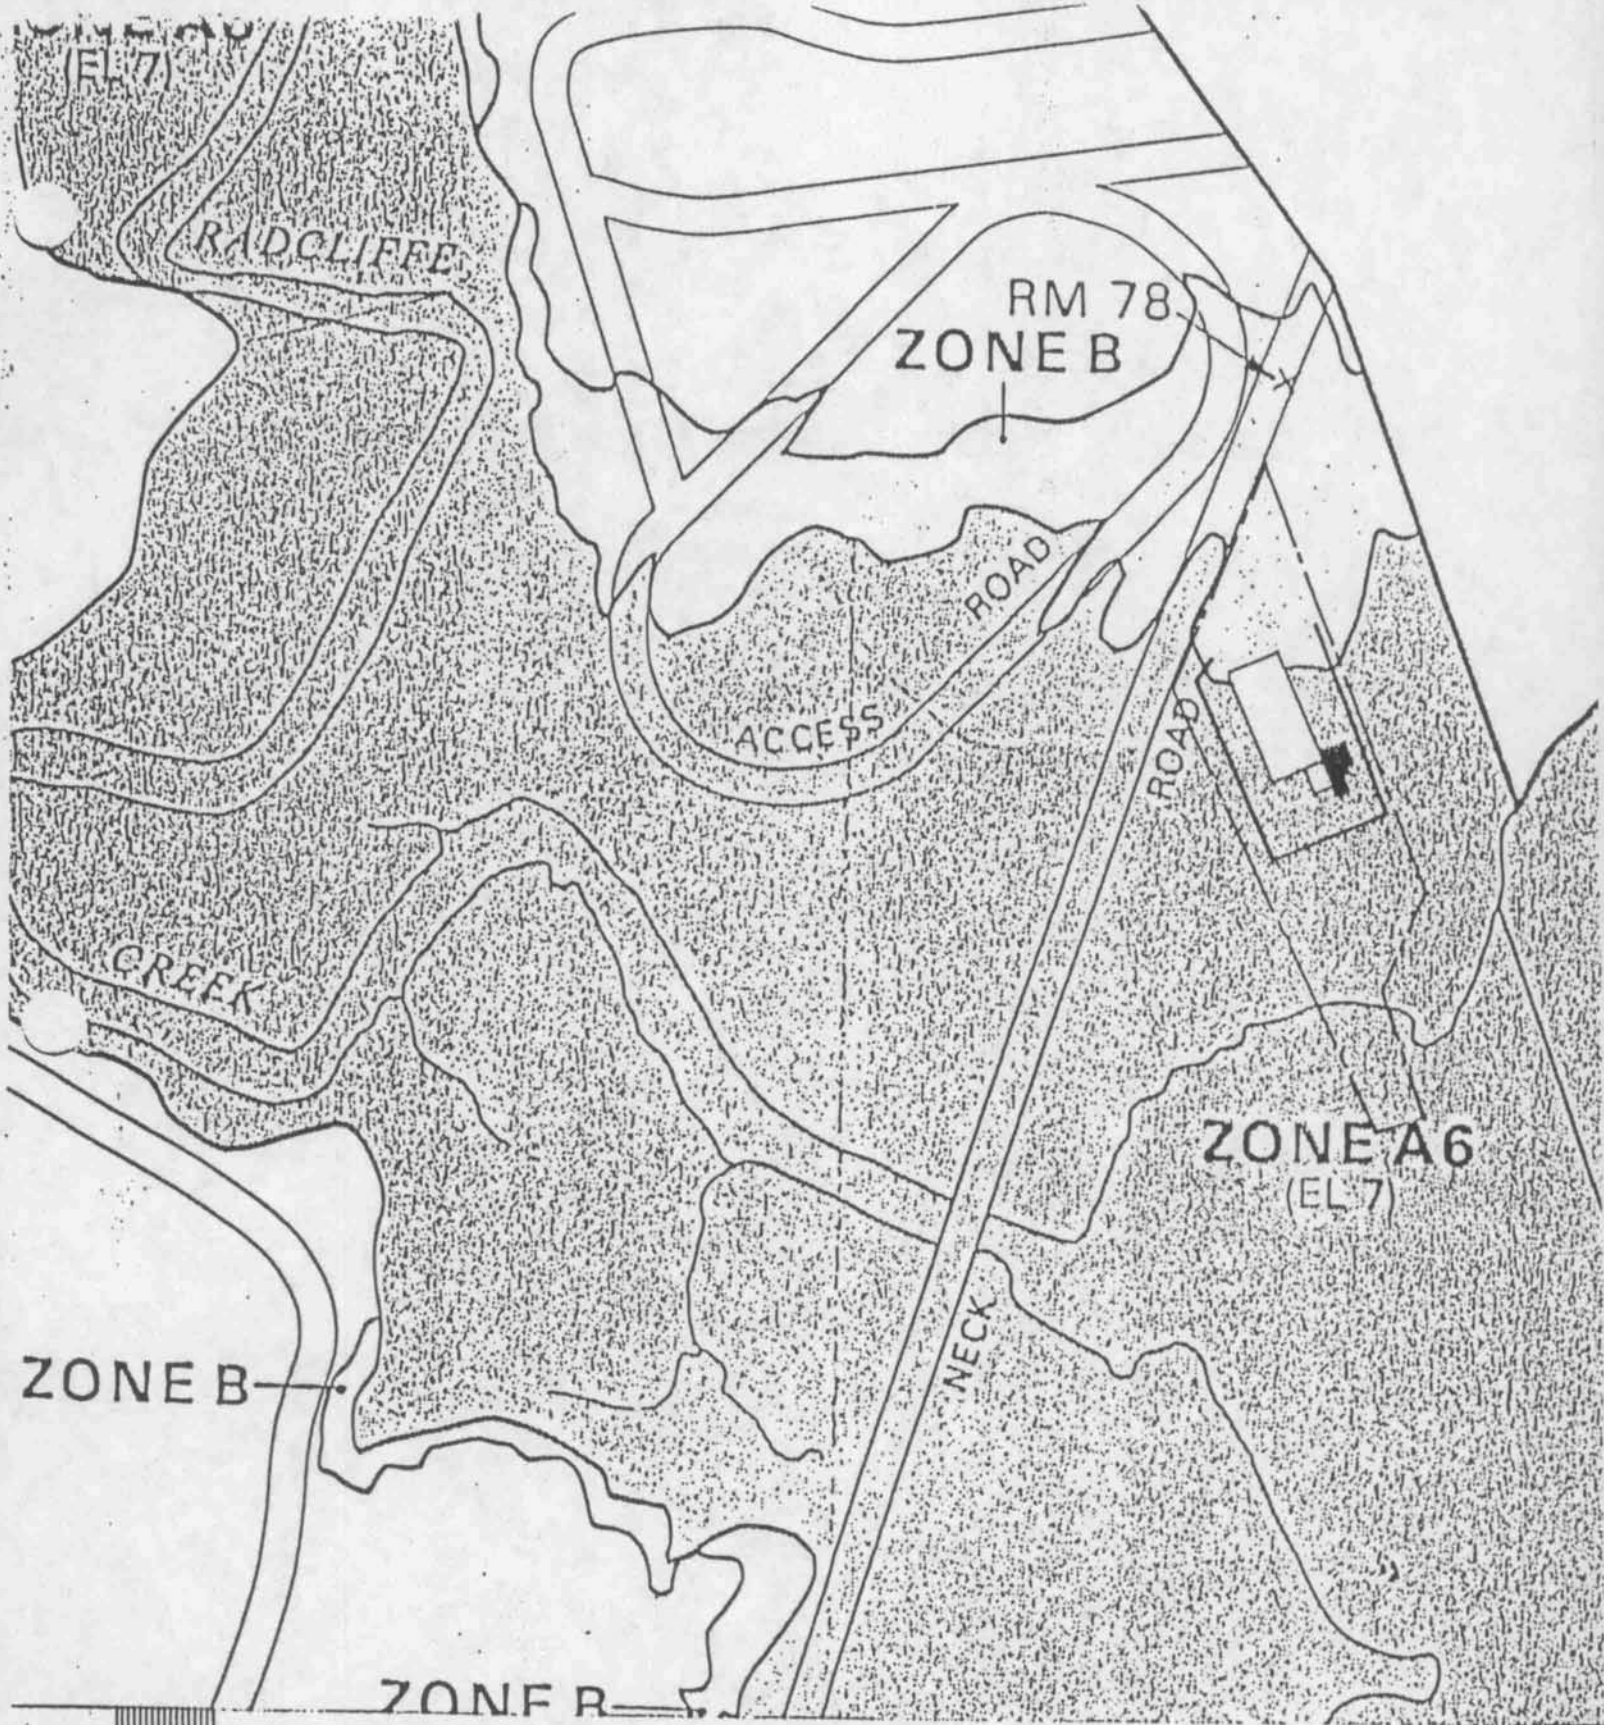 (EL 7)
RADCLIFFE
RM 78
ZONE B
ROAD
ACCESS
ROAD
CREEK
ZONE A6
(EL 7)
NECK
ZONE B
ZONE B